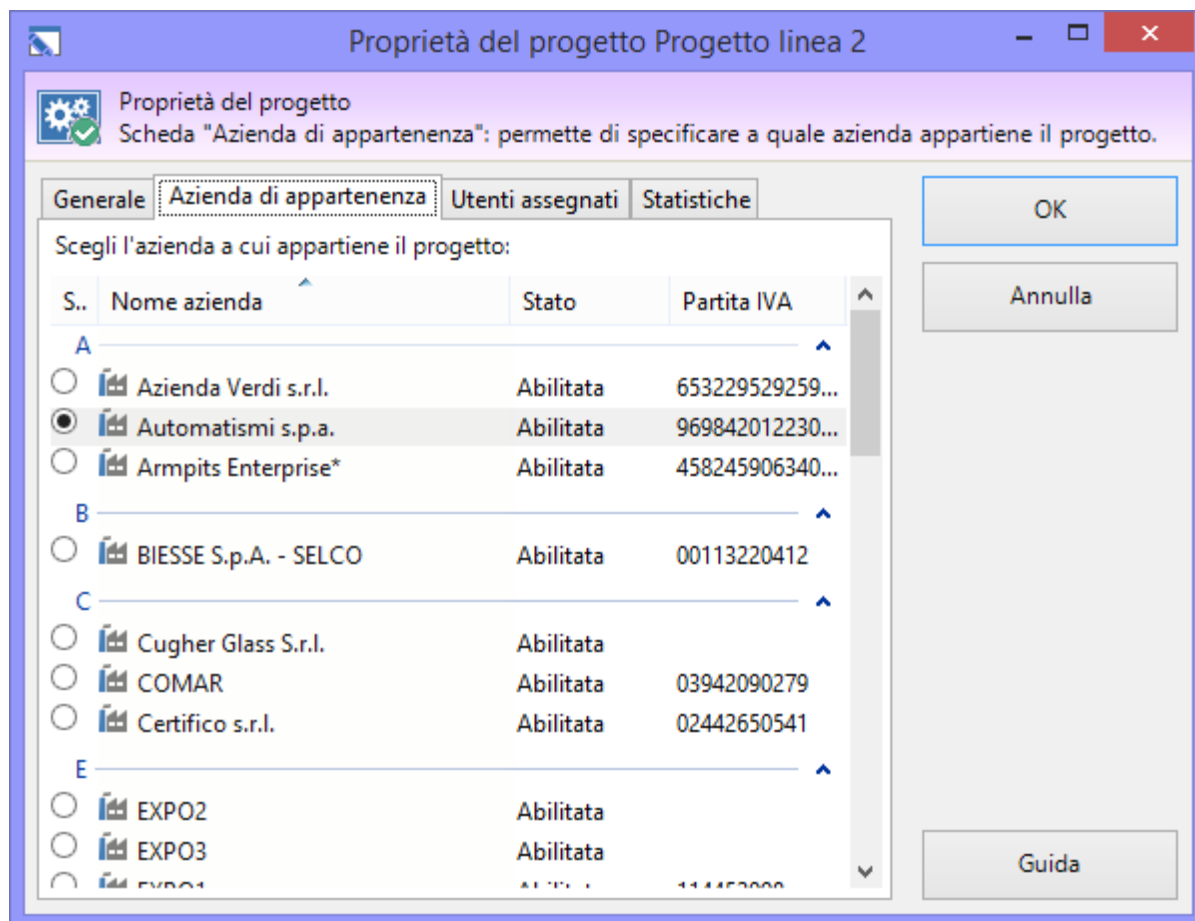 Proprietà del progetto Progetto linea 2
Proprietà del progetto
Scheda "Azienda di appartenenza": permette di specificare a quale azienda appartiene il progetto.
Generale Azienda di appartenenza Utenti assegnati Statistiche
OK
Scegli l'azienda a cui appartiene il progetto:
Annulla
S.. Nome azienda Stato Partita IVA
A
Azienda Verdi s.r.l. Abilitata 653229529259...
Automatismi s.p.a. Abilitata 969842012230...
Armpits Enterprise* Abilitata 458245906340...
B
BIESSE S.p.A. - SELCO Abilitata 00113220412
C
Cugher Glass S.r.l. Abilitata
COMAR Abilitata 03942090279
Certifico s.r.l. Abilitata 02442650541
E
EXPO2 Abilitata
EXPO3 Abilitata
Guida